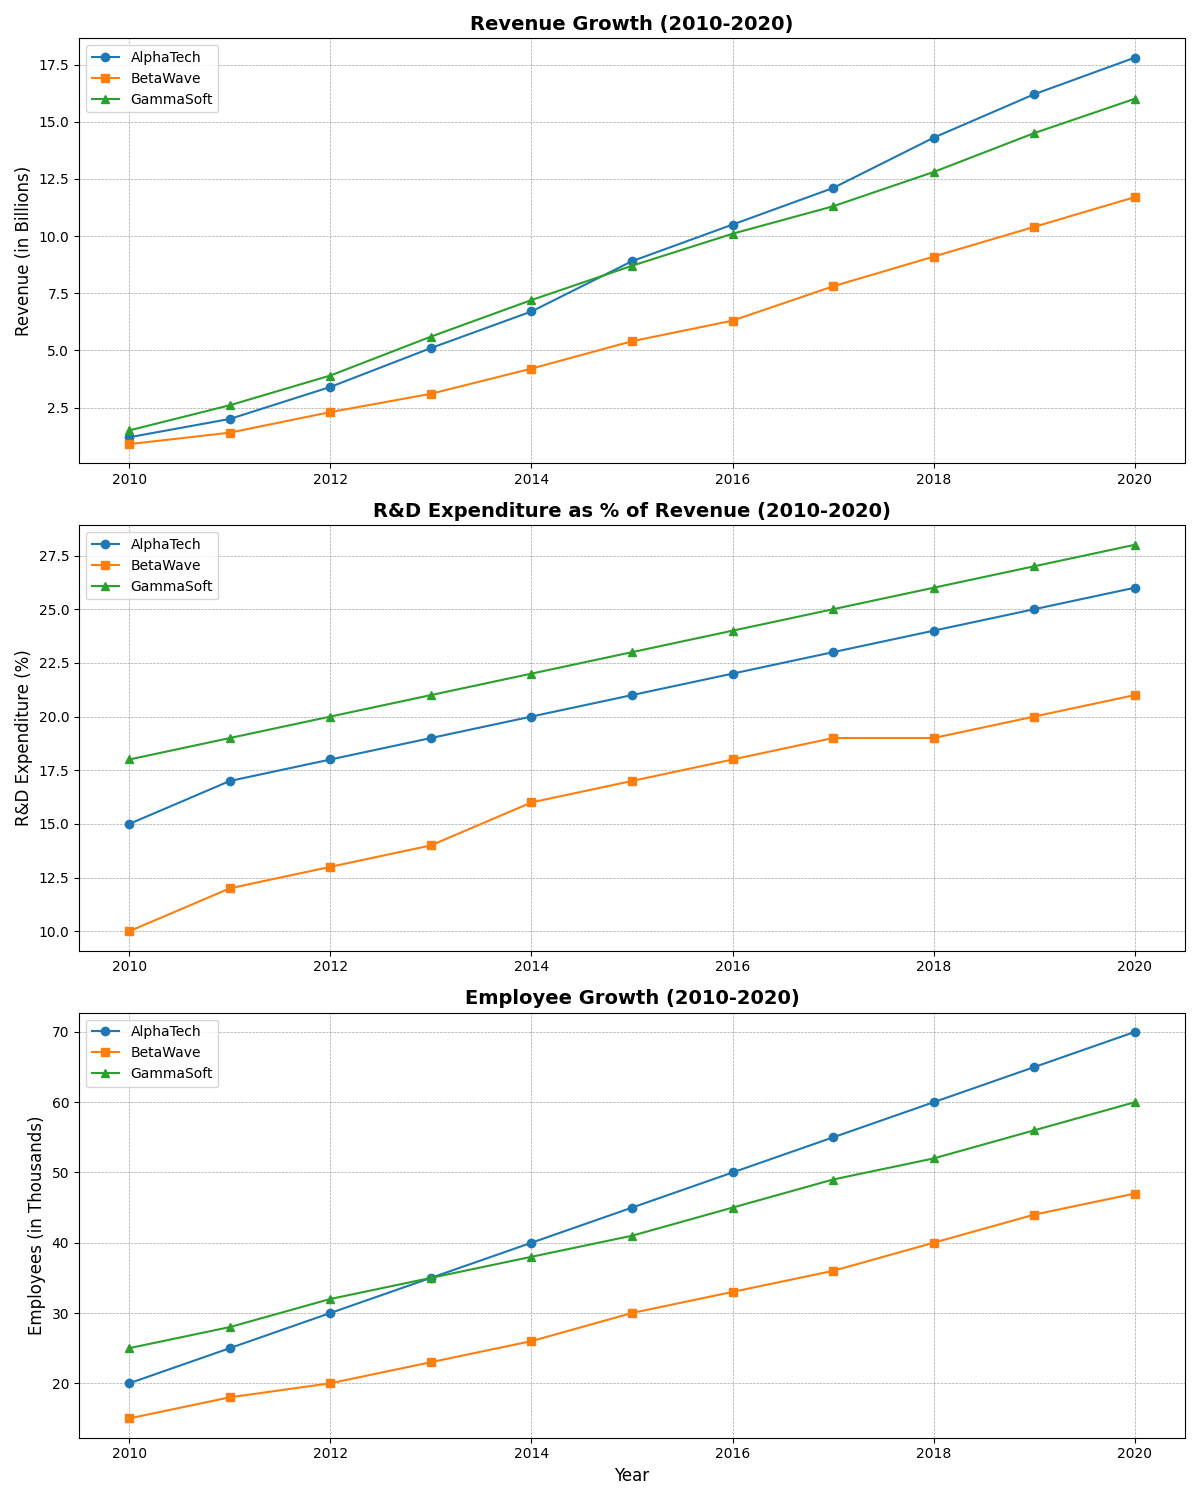 Revenue Growth (2010-2020)
AlphaTech
BetaWave
GammaSoft
Revenue (in Billions)
17.5
15.0
12.5
10.0
7.5
5.0
2.5
2010 2012 2014 2016 2018 2020
R&D Expenditure as % of Revenue (2010-2020)
AlphaTech
BetaWave
GammaSoft
R&D Expenditure (%)
27.5
25.0
22.5
20.0
17.5
15.0
12.5
10.0
2010 2012 2014 2016 2018 2020
Employee Growth (2010-2020)
AlphaTech
BetaWave
GammaSoft
Employees (in Thousands)
70
60
50
40
30
20
2010 2012 2014 2016 2018 2020
Year